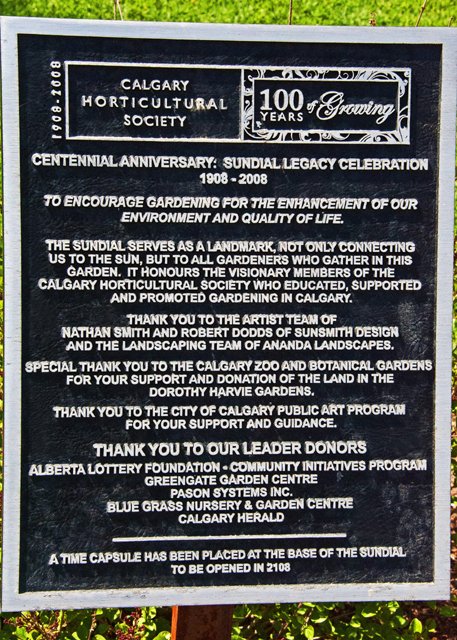 1908-2008
CALGARY
HORTICULTURAL
SOCIETY
100 of Growing
YEARS
CENTENNIAL ANNIVERSARY: SUNDIAL LEGACY CELEBRATION
1908 - 2008
TO ENCOURAGE GARDENING FOR THE ENHANCEMENT OF OUR
ENVIRONMENT AND QUALITY OF LIFE.
THE SUNDIAL SERVES AS A LANDMARK, NOT ONLY CONNECTING
US TO THE SUN, BUT TO ALL GARDENERS WHO GATHER IN THIS
GARDEN. IT HONOURS THE VISIONARY MEMBERS OF THE
CALGARY HORTICULTURAL SOCIETY WHO EDUCATED, SUPPORTED
AND PROMOTED GARDENING IN CALGARY.
THANK YOU TO THE ARTIST TEAM OF
NATHAN SMITH AND ROBERT DODDS OF SUNSMITH DESIGN
AND THE LANDSCAPING TEAM OF ANANDA LANDSCAPES.
SPECIAL THANK YOU TO THE CALGARY ZOO AND BOTANICAL GARDENS
FOR YOUR SUPPORT AND DONATION OF THE LAND IN THE
DOROTHY HARVIE GARDENS.
THANK YOU TO THE CITY OF CALGARY PUBLIC ART PROGRAM
FOR YOUR SUPPORT AND GUIDANCE.
THANK YOU TO OUR LEADER DONORS
ALBERTA LOTTERY FOUNDATION - COMMUNITY INITIATIVES PROGRAM
GREENGATE GARDEN CENTRE
PASON SYSTEMS INC.
BLUE GRASS NURSERY & GARDEN CENTRE
CALGARY HERALD
A TIME CAPSULE HAS BEEN PLACED AT THE BASE OF THE SUNDIAL
TO BE OPENED IN 2108